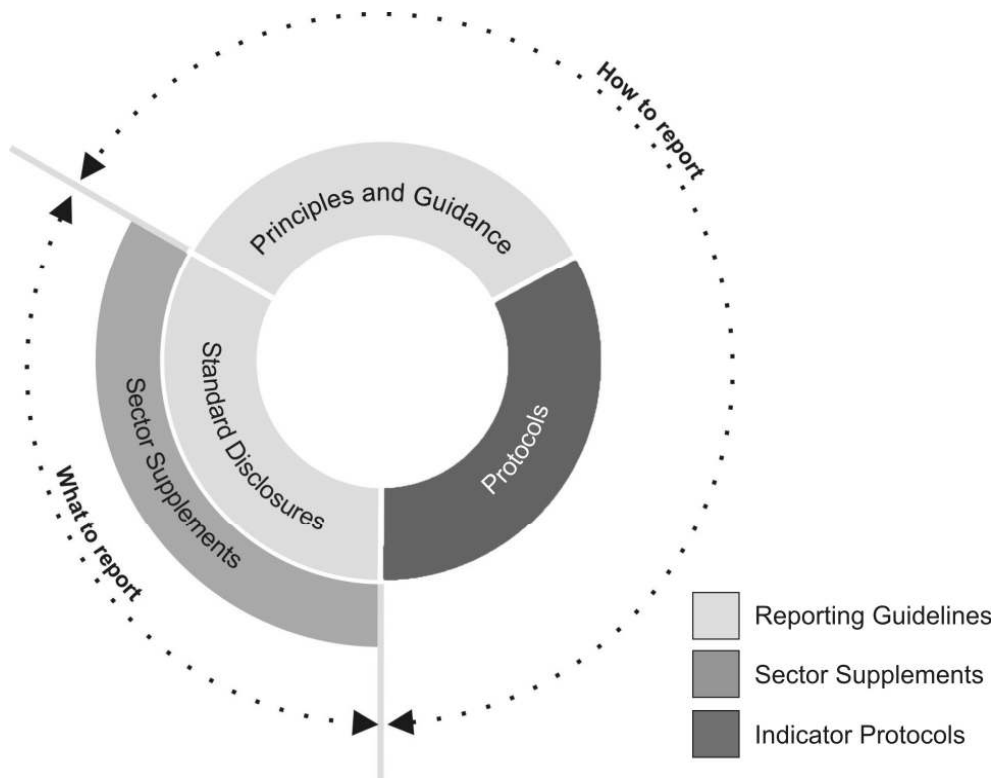 How to report
Principles and Guidance
Standard Disclosures
Sector Supplements
Protocols
What to report
Reporting Guidelines
Sector Supplements
Indicator Protocols